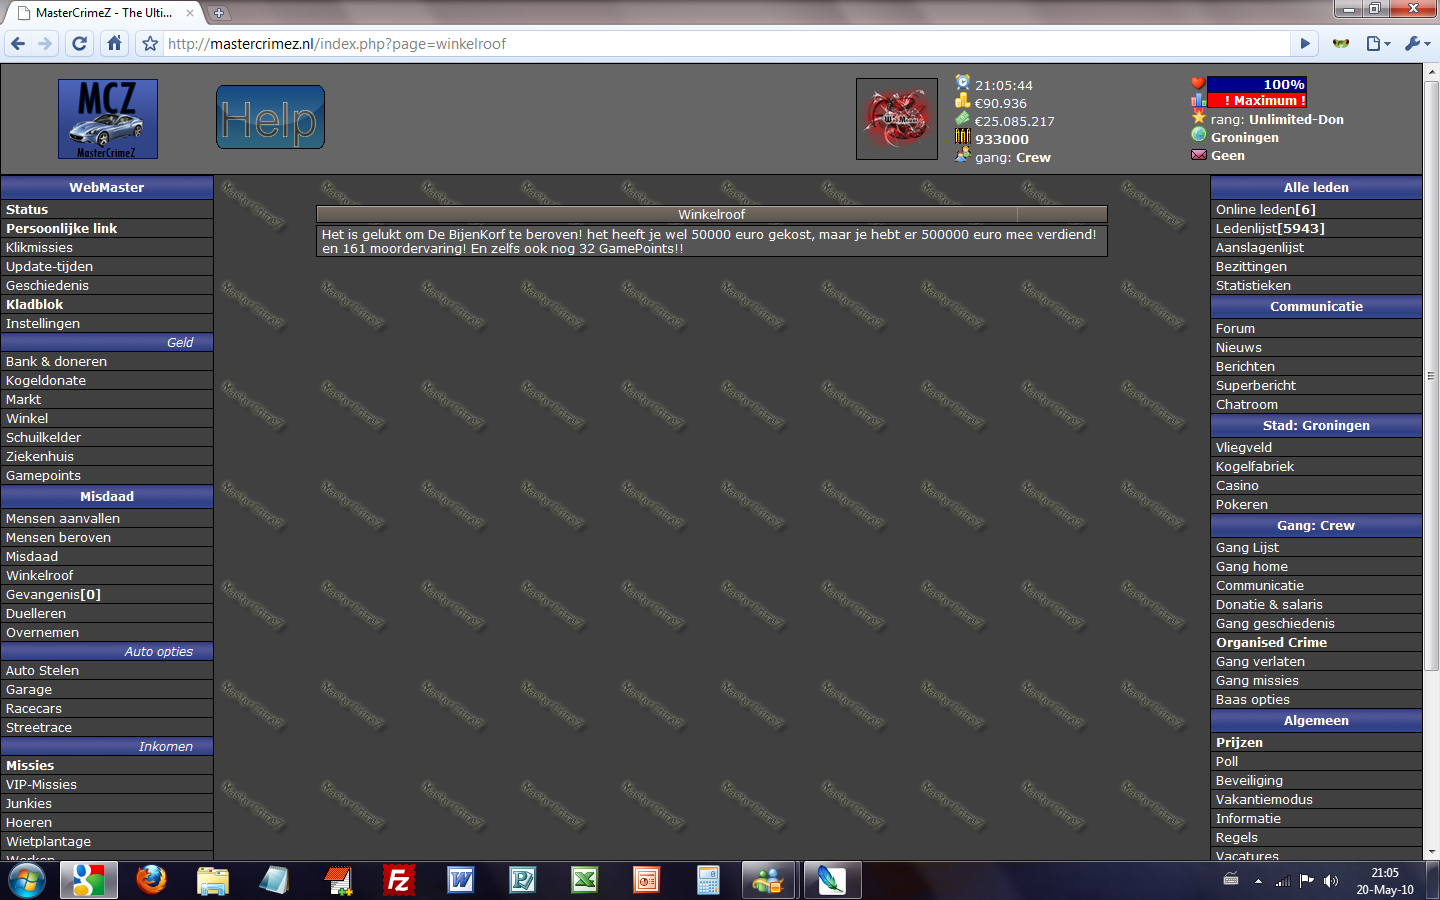 MasterCrimeZ - The Ulti...
http://mastercrimez.nl/index.php?page=winkelroof
MCZ
MasterCrimeZ
Help
21:05:44
€90.936
€25.085.217
933000
gang: Crew
100%
! Maximum !
rang: Unlimited-Don
Groningen
Geen
WebMaster
Status
Persoonlijke link
Klikmissies
Update-tijden
Geschiedenis
Kladblok
Instellingen
Geld
Bank & doneren
Kogeldonate
Markt
Winkel
Schuilkelder
Ziekenhuis
Gamepoints
Misdaad
Mensen aanvallen
Mensen beroven
Misdaad
Winkelroof
Gevangenis[0]
Duelleren
Overnemen
Auto opties
Auto Stelen
Garage
Racecars
Streetrace
Inkomen
Missies
VIP-Missies
Junkies
Hoeren
Wietplantage
Werken
Winkelroof
Het is gelukt om De BijenKorf te beroven! het heeft je wel 50000 euro gekost, maar je hebt er 500000 euro mee verdiend!
en 161 moordervaring! En zelfs ook nog 32 GamePoints!!
Alle leden
Online leden[6]
Ledenlijst[5943]
Aanslagenlijst
Bezittingen
Statistieken
Communicatie
Forum
Nieuws
Berichten
Superbericht
Chatroom
Stad: Groningen
Vliegveld
Kogelfabriek
Casino
Pokeren
Gang: Crew
Gang Lijst
Gang home
Communicatie
Donatie & salaris
Gang geschiedenis
Organised Crime
Gang verlaten
Gang missies
Baas opties
Algemeen
Prijzen
Poll
Beveiliging
Vakantiemodus
Informatie
Regels
Vacatures
21:05
20-May-10